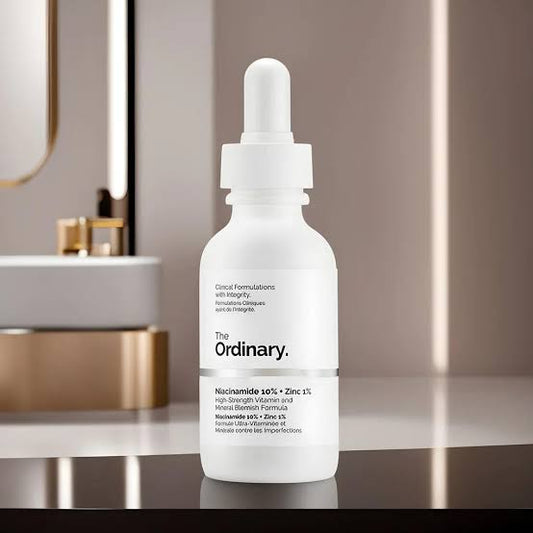 Clinical Formulations
with Integrity.
Formulations Cliniques
ayant de l'Intégrité.
The
Ordinary.
Niacinamide 10% + Zinc 1%
High-Strength Vitamin and
Mineral Blemish Formula
Niacinamide 10% + Zinc 1%
Formule Ultra-Vitaminée et
Minérale contre les Imperfections